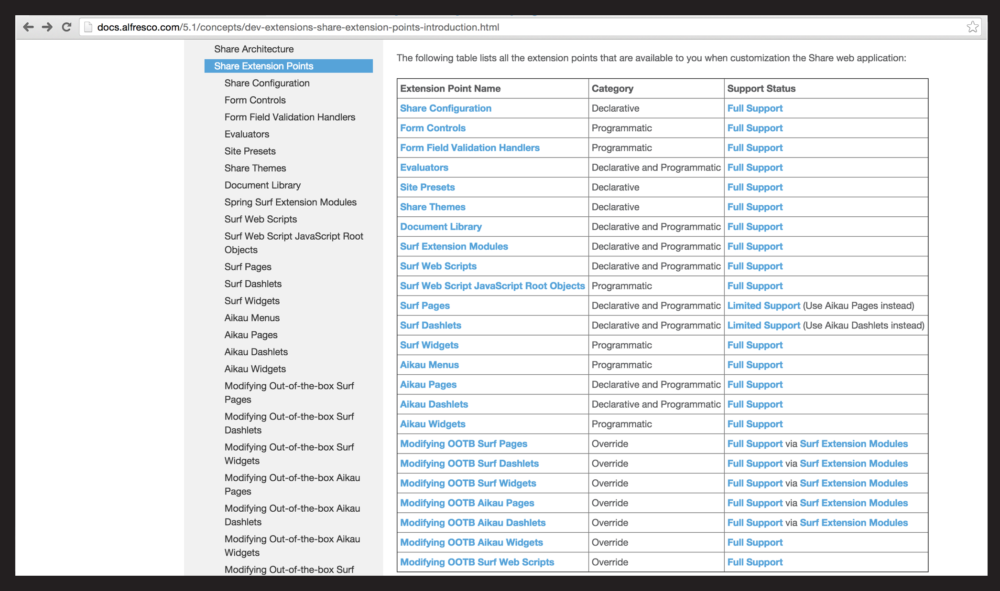 docs.alfresco.com/5.1/concepts/dev-extensions-share-extension-points-introduction.html
Share Architecture
Share Extension Points
Share Configuration
Form Controls
Form Field Validation Handlers
Evaluators
Site Presets
Share Themes
Document Library
Spring Surf Extension Modules
Surf Web Scripts
Surf Web Script JavaScript Root
Objects
Surf Pages
Surf Dashlets
Surf Widgets
Aikau Menus
Aikau Pages
Aikau Dashlets
Aikau Widgets
Modifying Out-of-the-box Surf
Pages
Modifying Out-of-the-box Surf
Dashlets
Modifying Out-of-the-box Surf
Widgets
Modifying Out-of-the-box Aikau
Pages
Modifying Out-of-the-box Aikau
Dashlets
Modifying Out-of-the-box Aikau
Widgets
Modifying Out-of-the-box Surf
The following table lists all the extension points that are available to you when customization the Share web application:
Extension Point Name Category Support Status
Share Configuration Declarative Full Support
Form Controls Programmatic Full Support
Form Field Validation Handlers Programmatic Full Support
Evaluators Declarative and Programmatic Full Support
Site Presets Declarative Full Support
Share Themes Declarative Full Support
Document Library Declarative and Programmatic Full Support
Surf Extension Modules Declarative and Programmatic Full Support
Surf Web Scripts Declarative and Programmatic Full Support
Surf Web Script JavaScript Root Objects Programmatic Full Support
Surf Pages Declarative and Programmatic Limited Support (Use Aikau Pages instead)
Surf Dashlets Declarative and Programmatic Limited Support (Use Aikau Dashlets instead)
Surf Widgets Programmatic Full Support
Aikau Menus Programmatic Full Support
Aikau Pages Declarative and Programmatic Full Support
Aikau Dashlets Declarative and Programmatic Full Support
Aikau Widgets Programmatic Full Support
Modifying OOTB Surf Pages Override Full Support via Surf Extension Modules
Modifying OOTB Surf Dashlets Override Full Support via Surf Extension Modules
Modifying OOTB Surf Widgets Override Full Support via Surf Extension Modules
Modifying OOTB Aikau Pages Override Full Support via Surf Extension Modules
Modifying OOTB Aikau Dashlets Override Full Support via Surf Extension Modules
Modifying OOTB Aikau Widgets Override Full Support
Modifying OOTB Surf Web Scripts Override Full Support